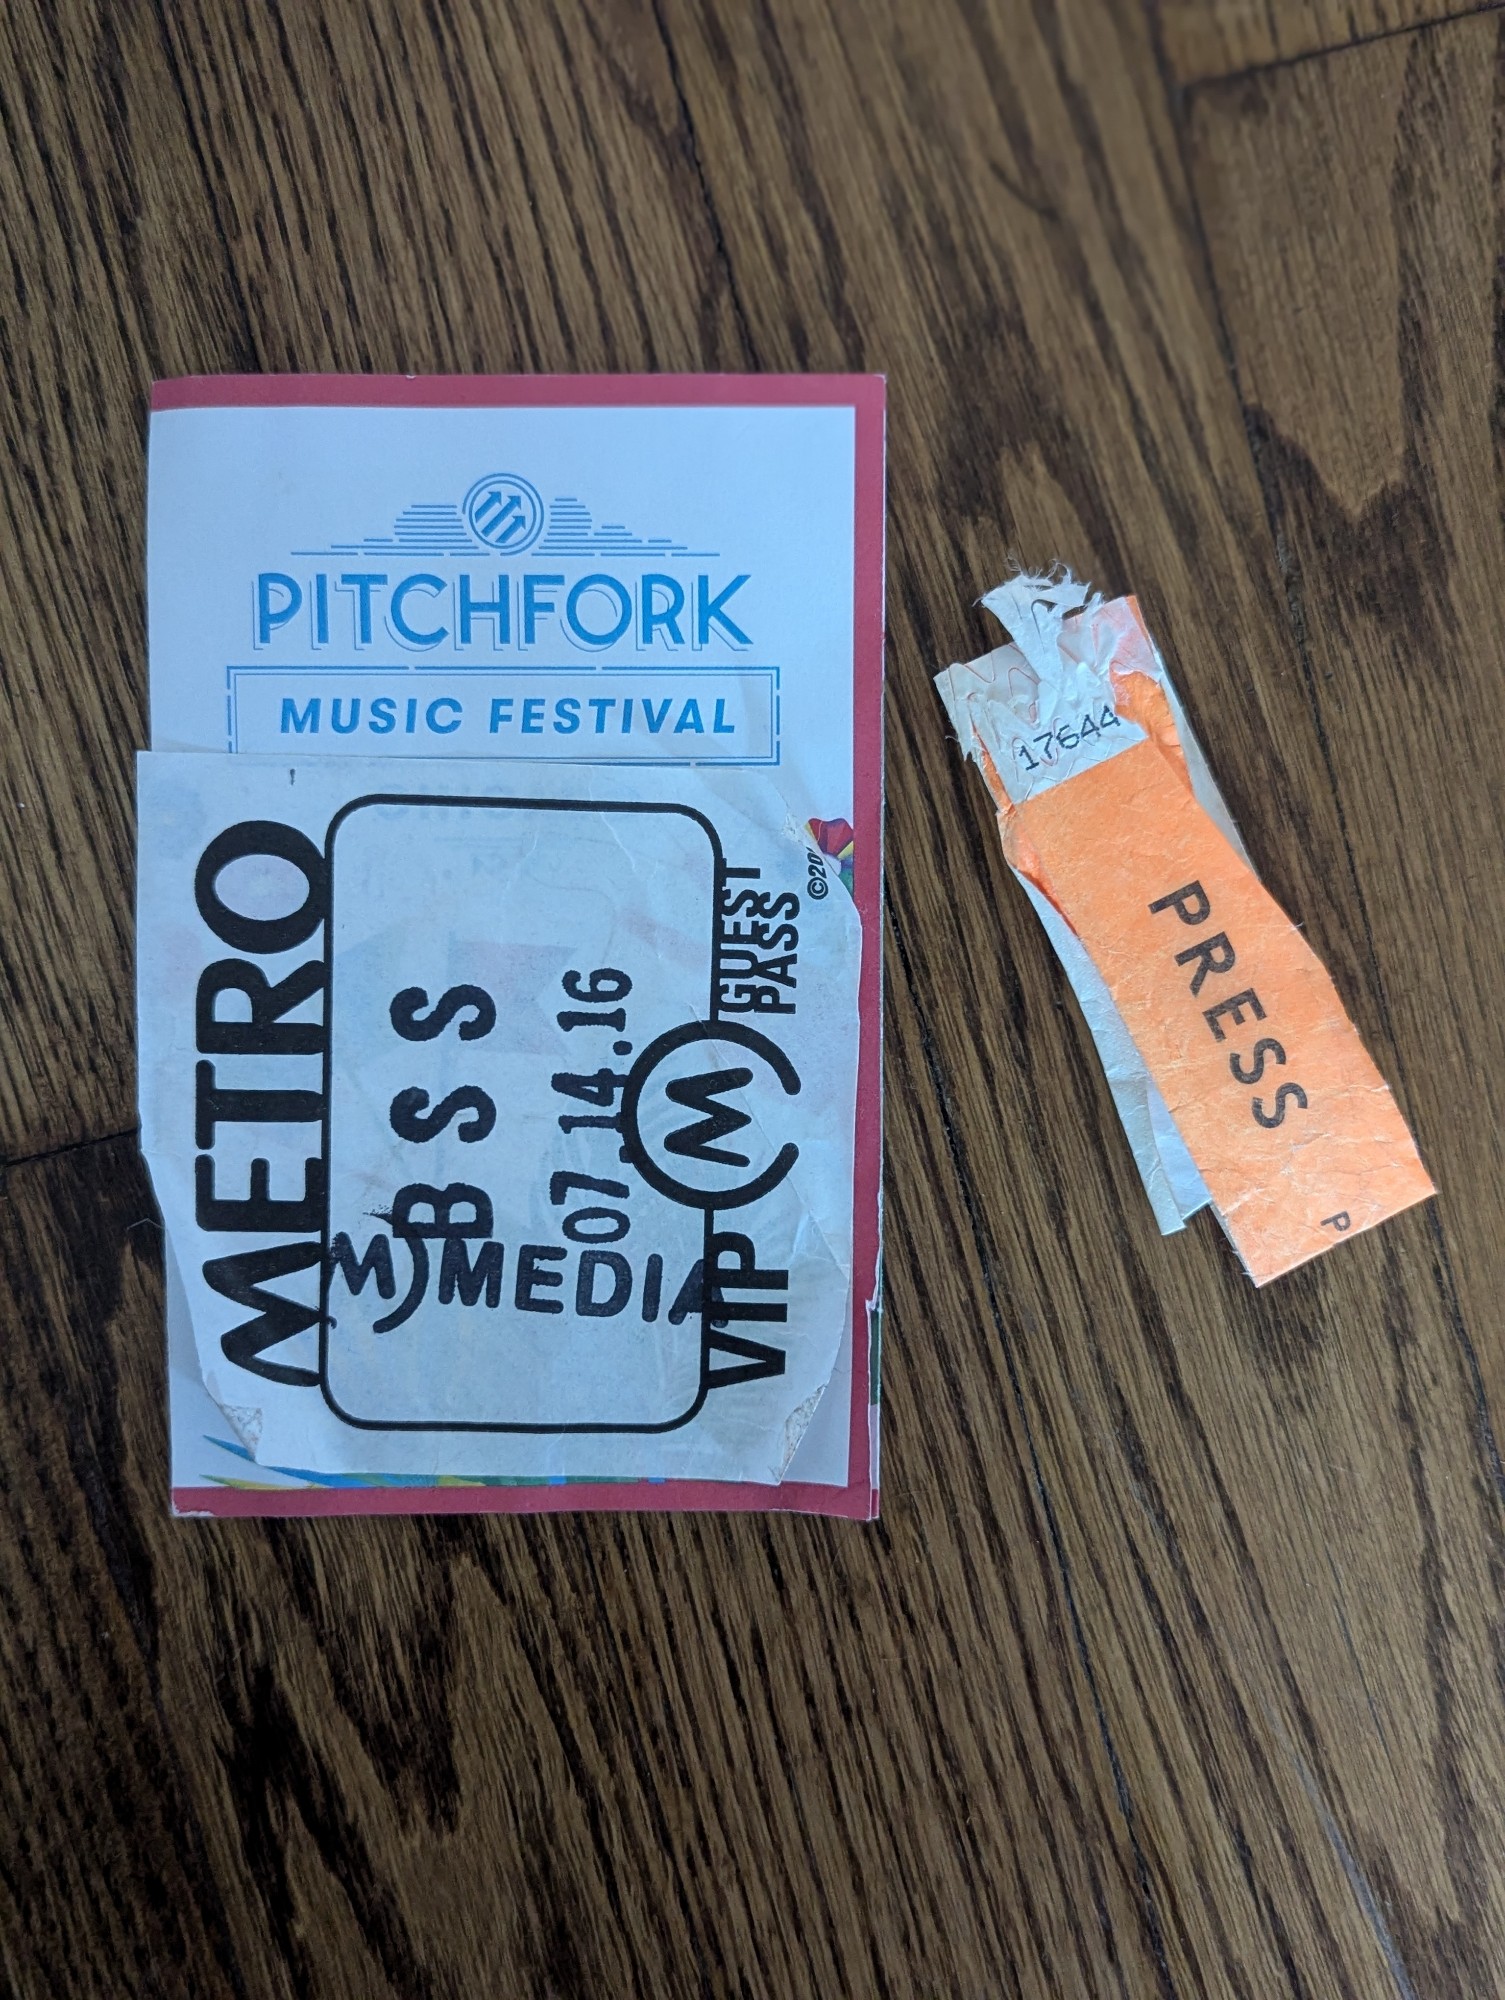 PITCHFORK
MUSIC FESTIVAL
METRO
BSS
07.14.16
MEDIA
GUEST
PASS
VIP
17644
PRESS
P